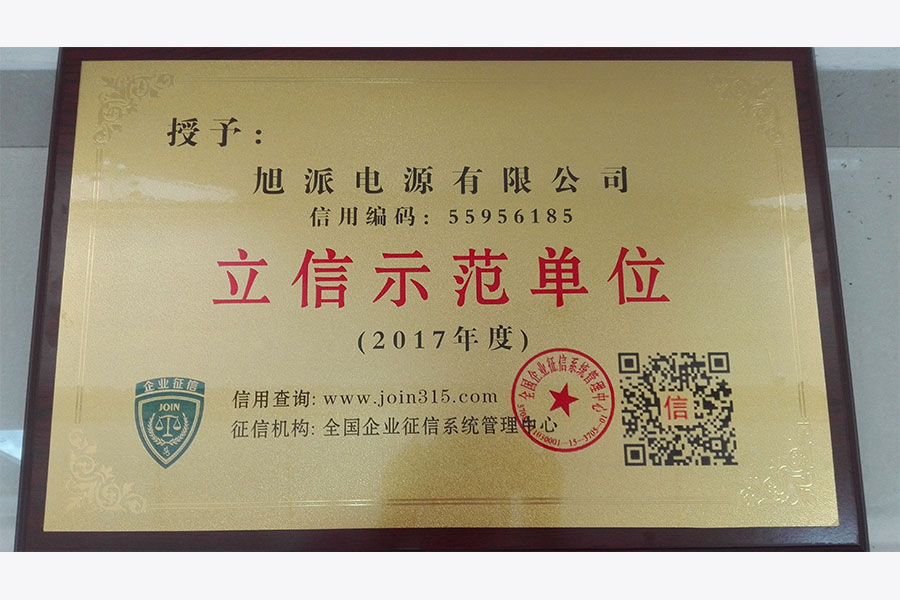 授予：
旭派电源有限公司
信用编码：55956185
立信示范单位
(2017年度)
企业征信
JOIN
信用查询: www.join315.com
征信机构: 全国企业征信系统管理中心
全国企业征信系统管理中心
信